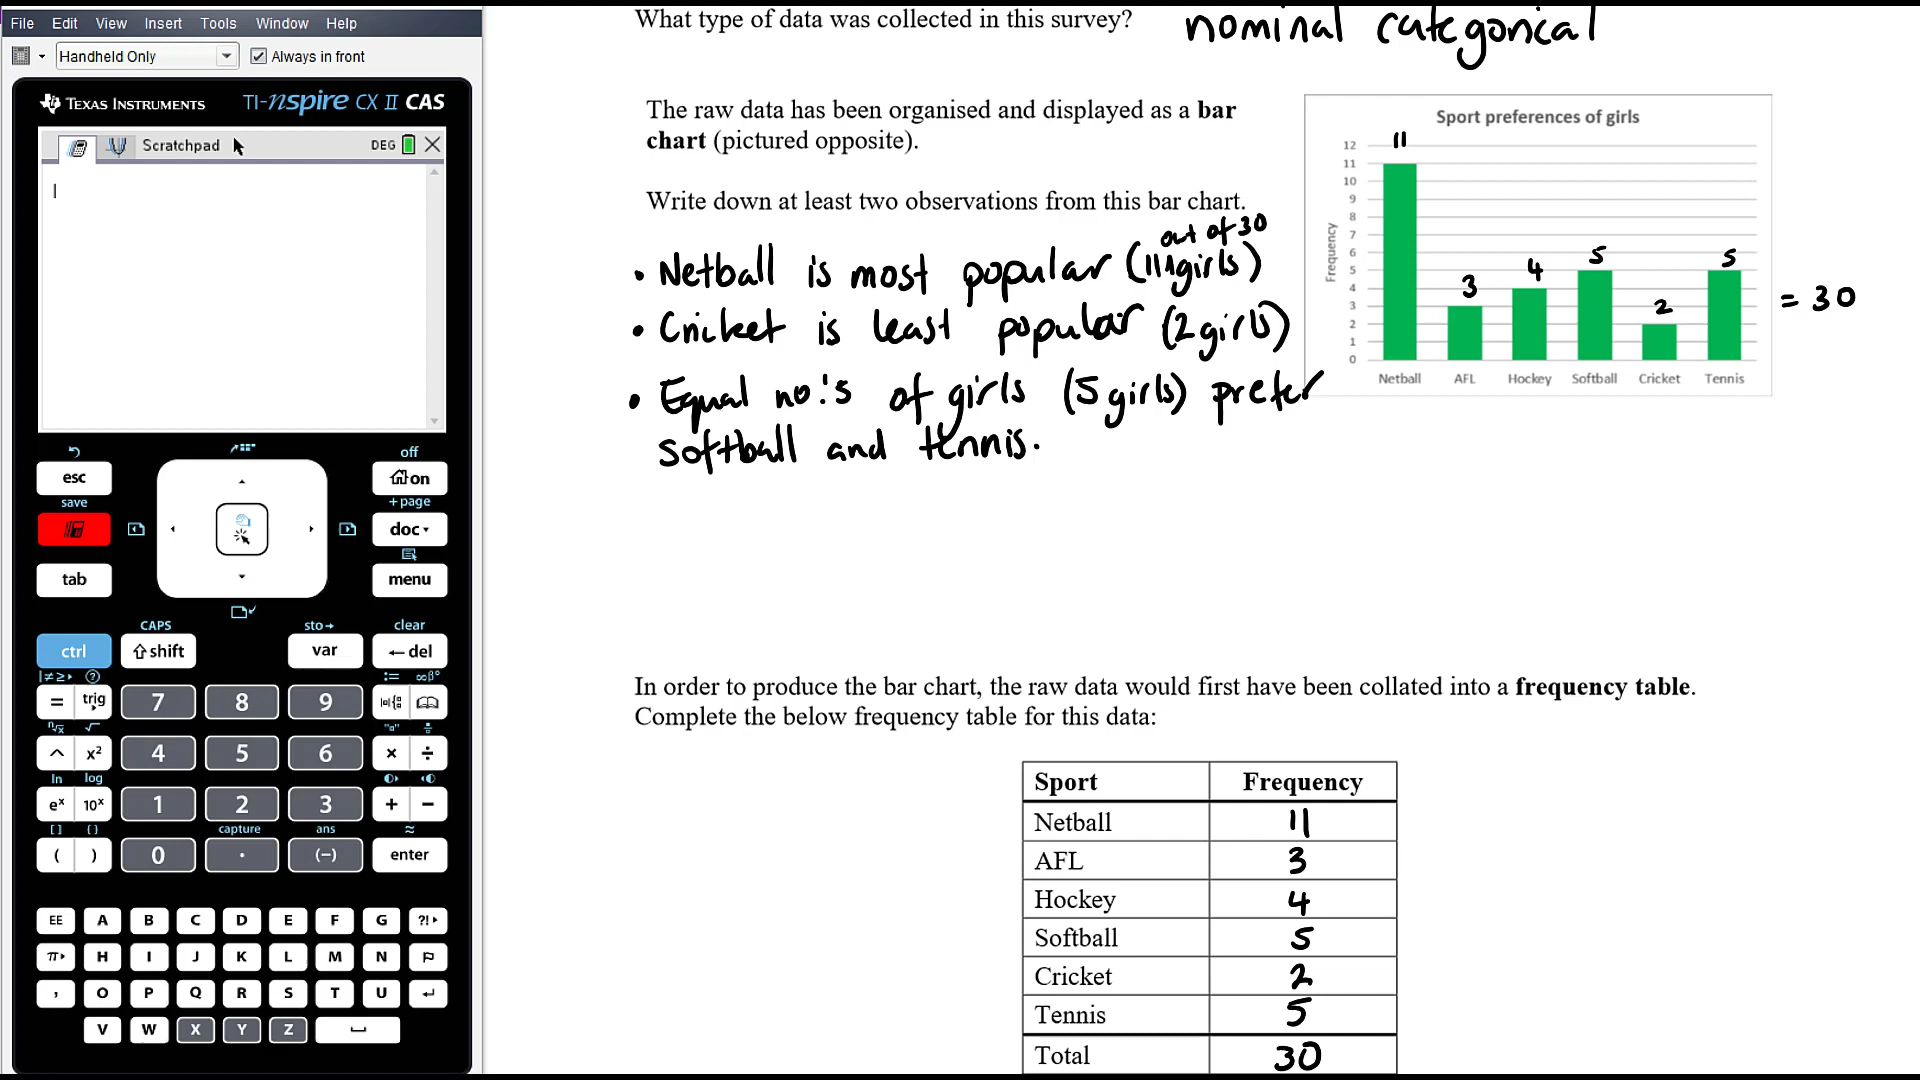 File Edit View Insert Tools Window Help
Handheld Only Always in front
TEXAS INSTRUMENTS TI-nspire CX II CAS
Scratchpad DEG
off
esc on
save +page
doc
tab menu
CAPS sto→ clear
ctrl shift var ←del
= trig 7 8 9
^ x² 4 5 6 × ÷
ln log
eˣ 10ˣ 1 2 3 + −
[] {} capture ans ≈
( ) 0 . (−) enter
EE A B C D E F G ?!
π H I J K L M N
, O P Q R S T U
V W X Y Z
What type of data was collected in this survey? nominal categorical
The raw data has been organised and displayed as a bar
chart (pictured opposite).
Write down at least two observations from this bar chart.
out of 30
• Netball is most popular (11 girls)
• Cricket is least popular (2 girls)
• Equal no.'s of girls (5 girls) prefer
softball and tennis.
Sport preferences of girls
Frequency
12
11
10
9
8
7
6
5
4
3
2
1
0
11 3 4 5 2 5 = 30
Netball AFL Hockey Softball Cricket Tennis
In order to produce the bar chart, the raw data would first have been collated into a frequency table.
Complete the below frequency table for this data:
Sport Frequency
Netball 11
AFL 3
Hockey 4
Softball 5
Cricket 2
Tennis 5
Total 30